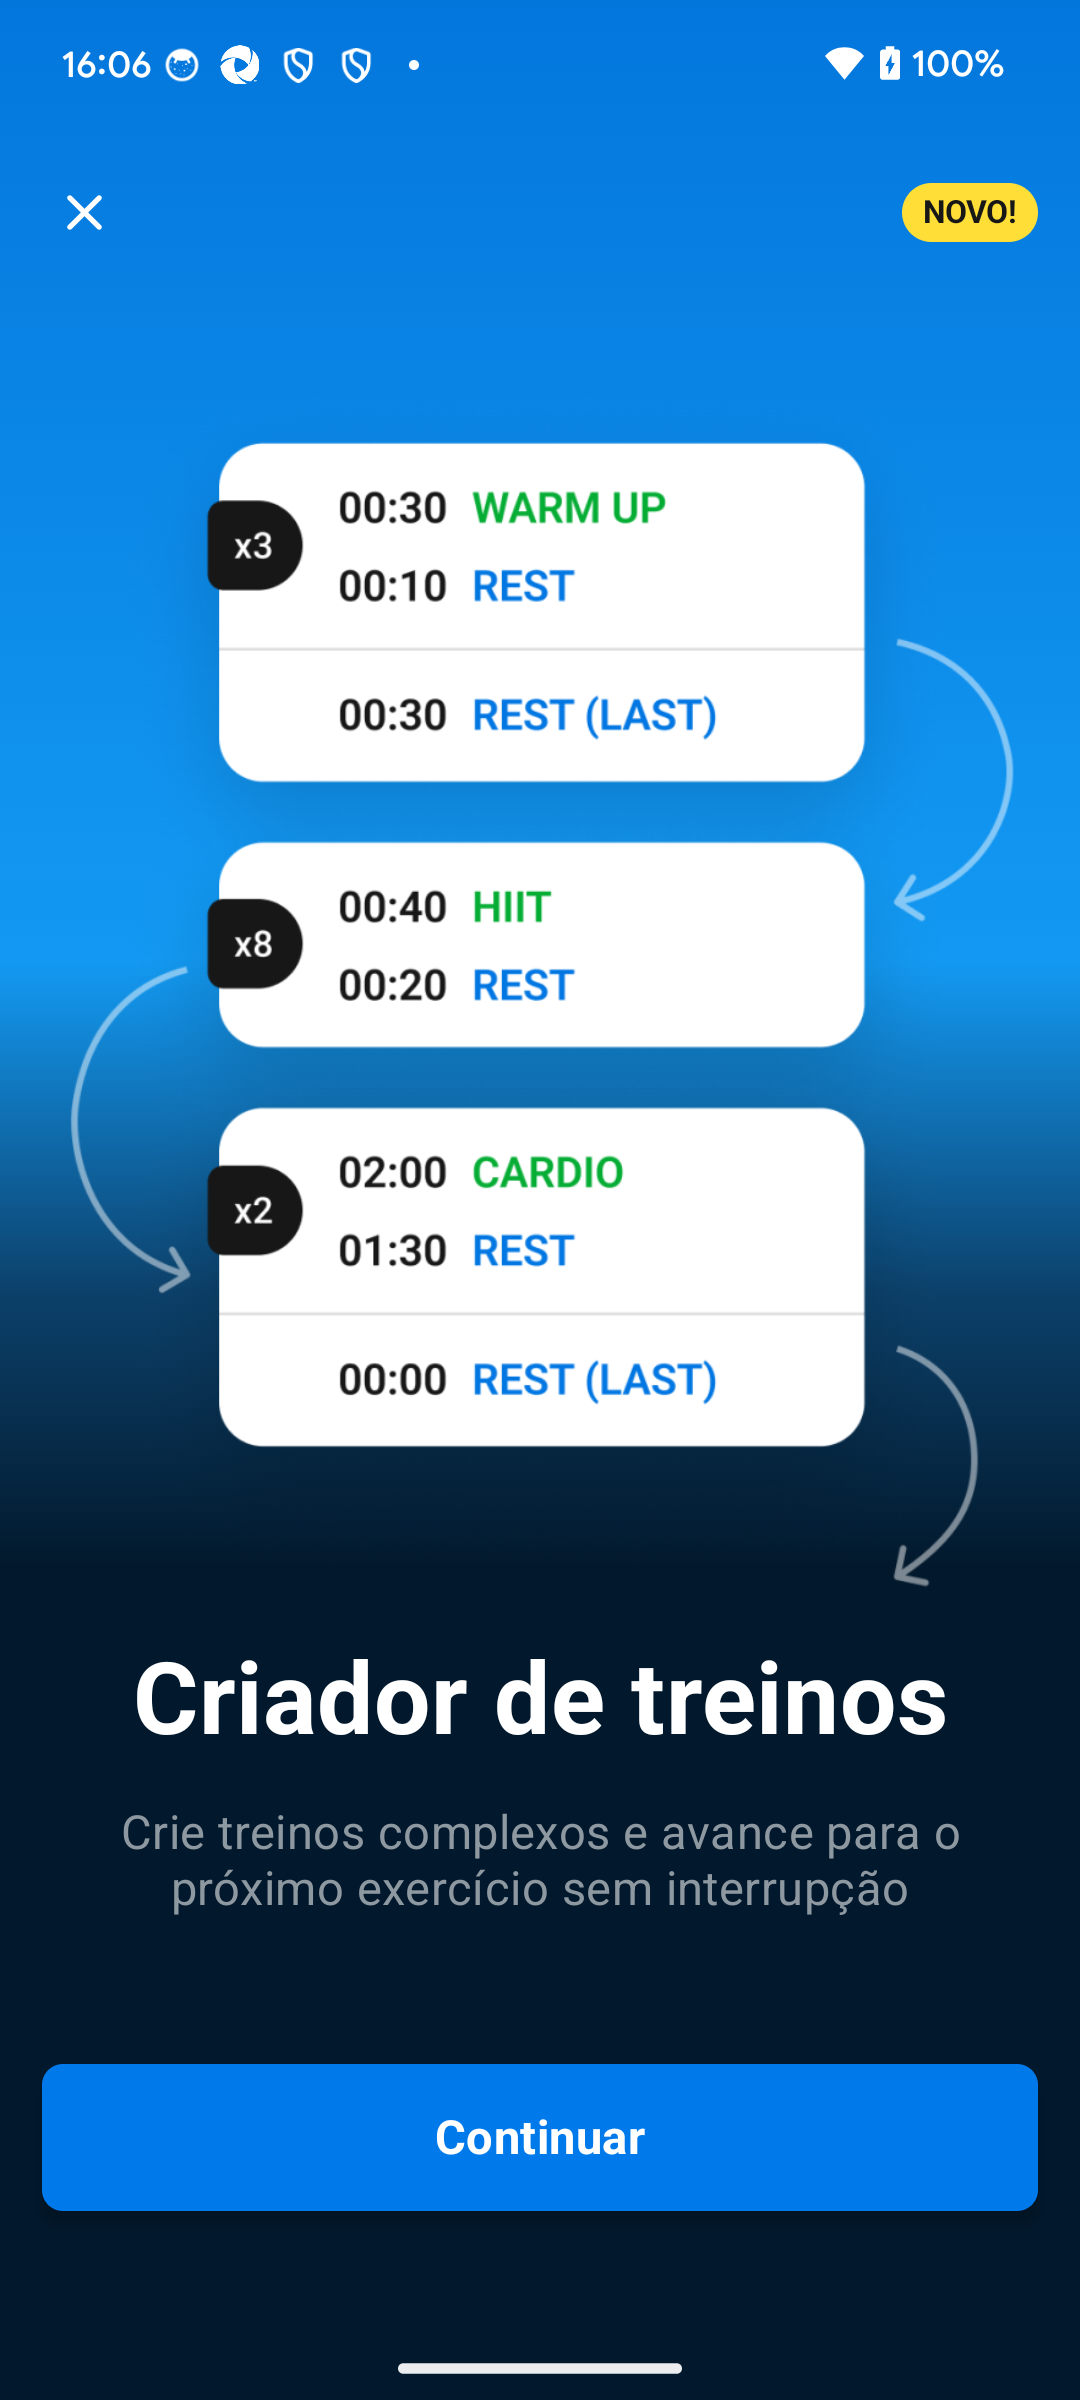 16:06
100%
NOVO!
00:30 WARM UP
x3
00:10 REST
00:30 REST (LAST)
00:40 HIIT
x8
00:20 REST
02:00 CARDIO
x2
01:30 REST
00:00 REST (LAST)
Criador de treinos
Crie treinos complexos e avance para o
próximo exercício sem interrupção
Continuar